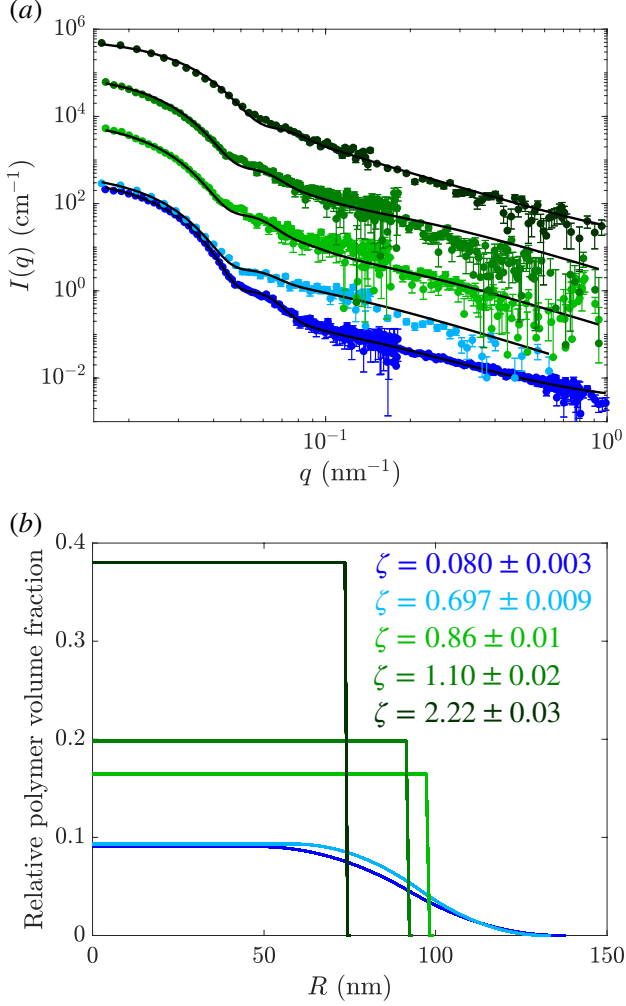 (a)
10^6
10^4
10^2
10^0
10^−2
I(q) (cm^−1)
10^−1
10^0
q (nm^−1)
(b)
0.4
0.3
0.2
0.1
0
Relative polymer volume fraction
ζ = 0.080 ± 0.003
ζ = 0.697 ± 0.009
ζ = 0.86 ± 0.01
ζ = 1.10 ± 0.02
ζ = 2.22 ± 0.03
0
50
100
150
R (nm)